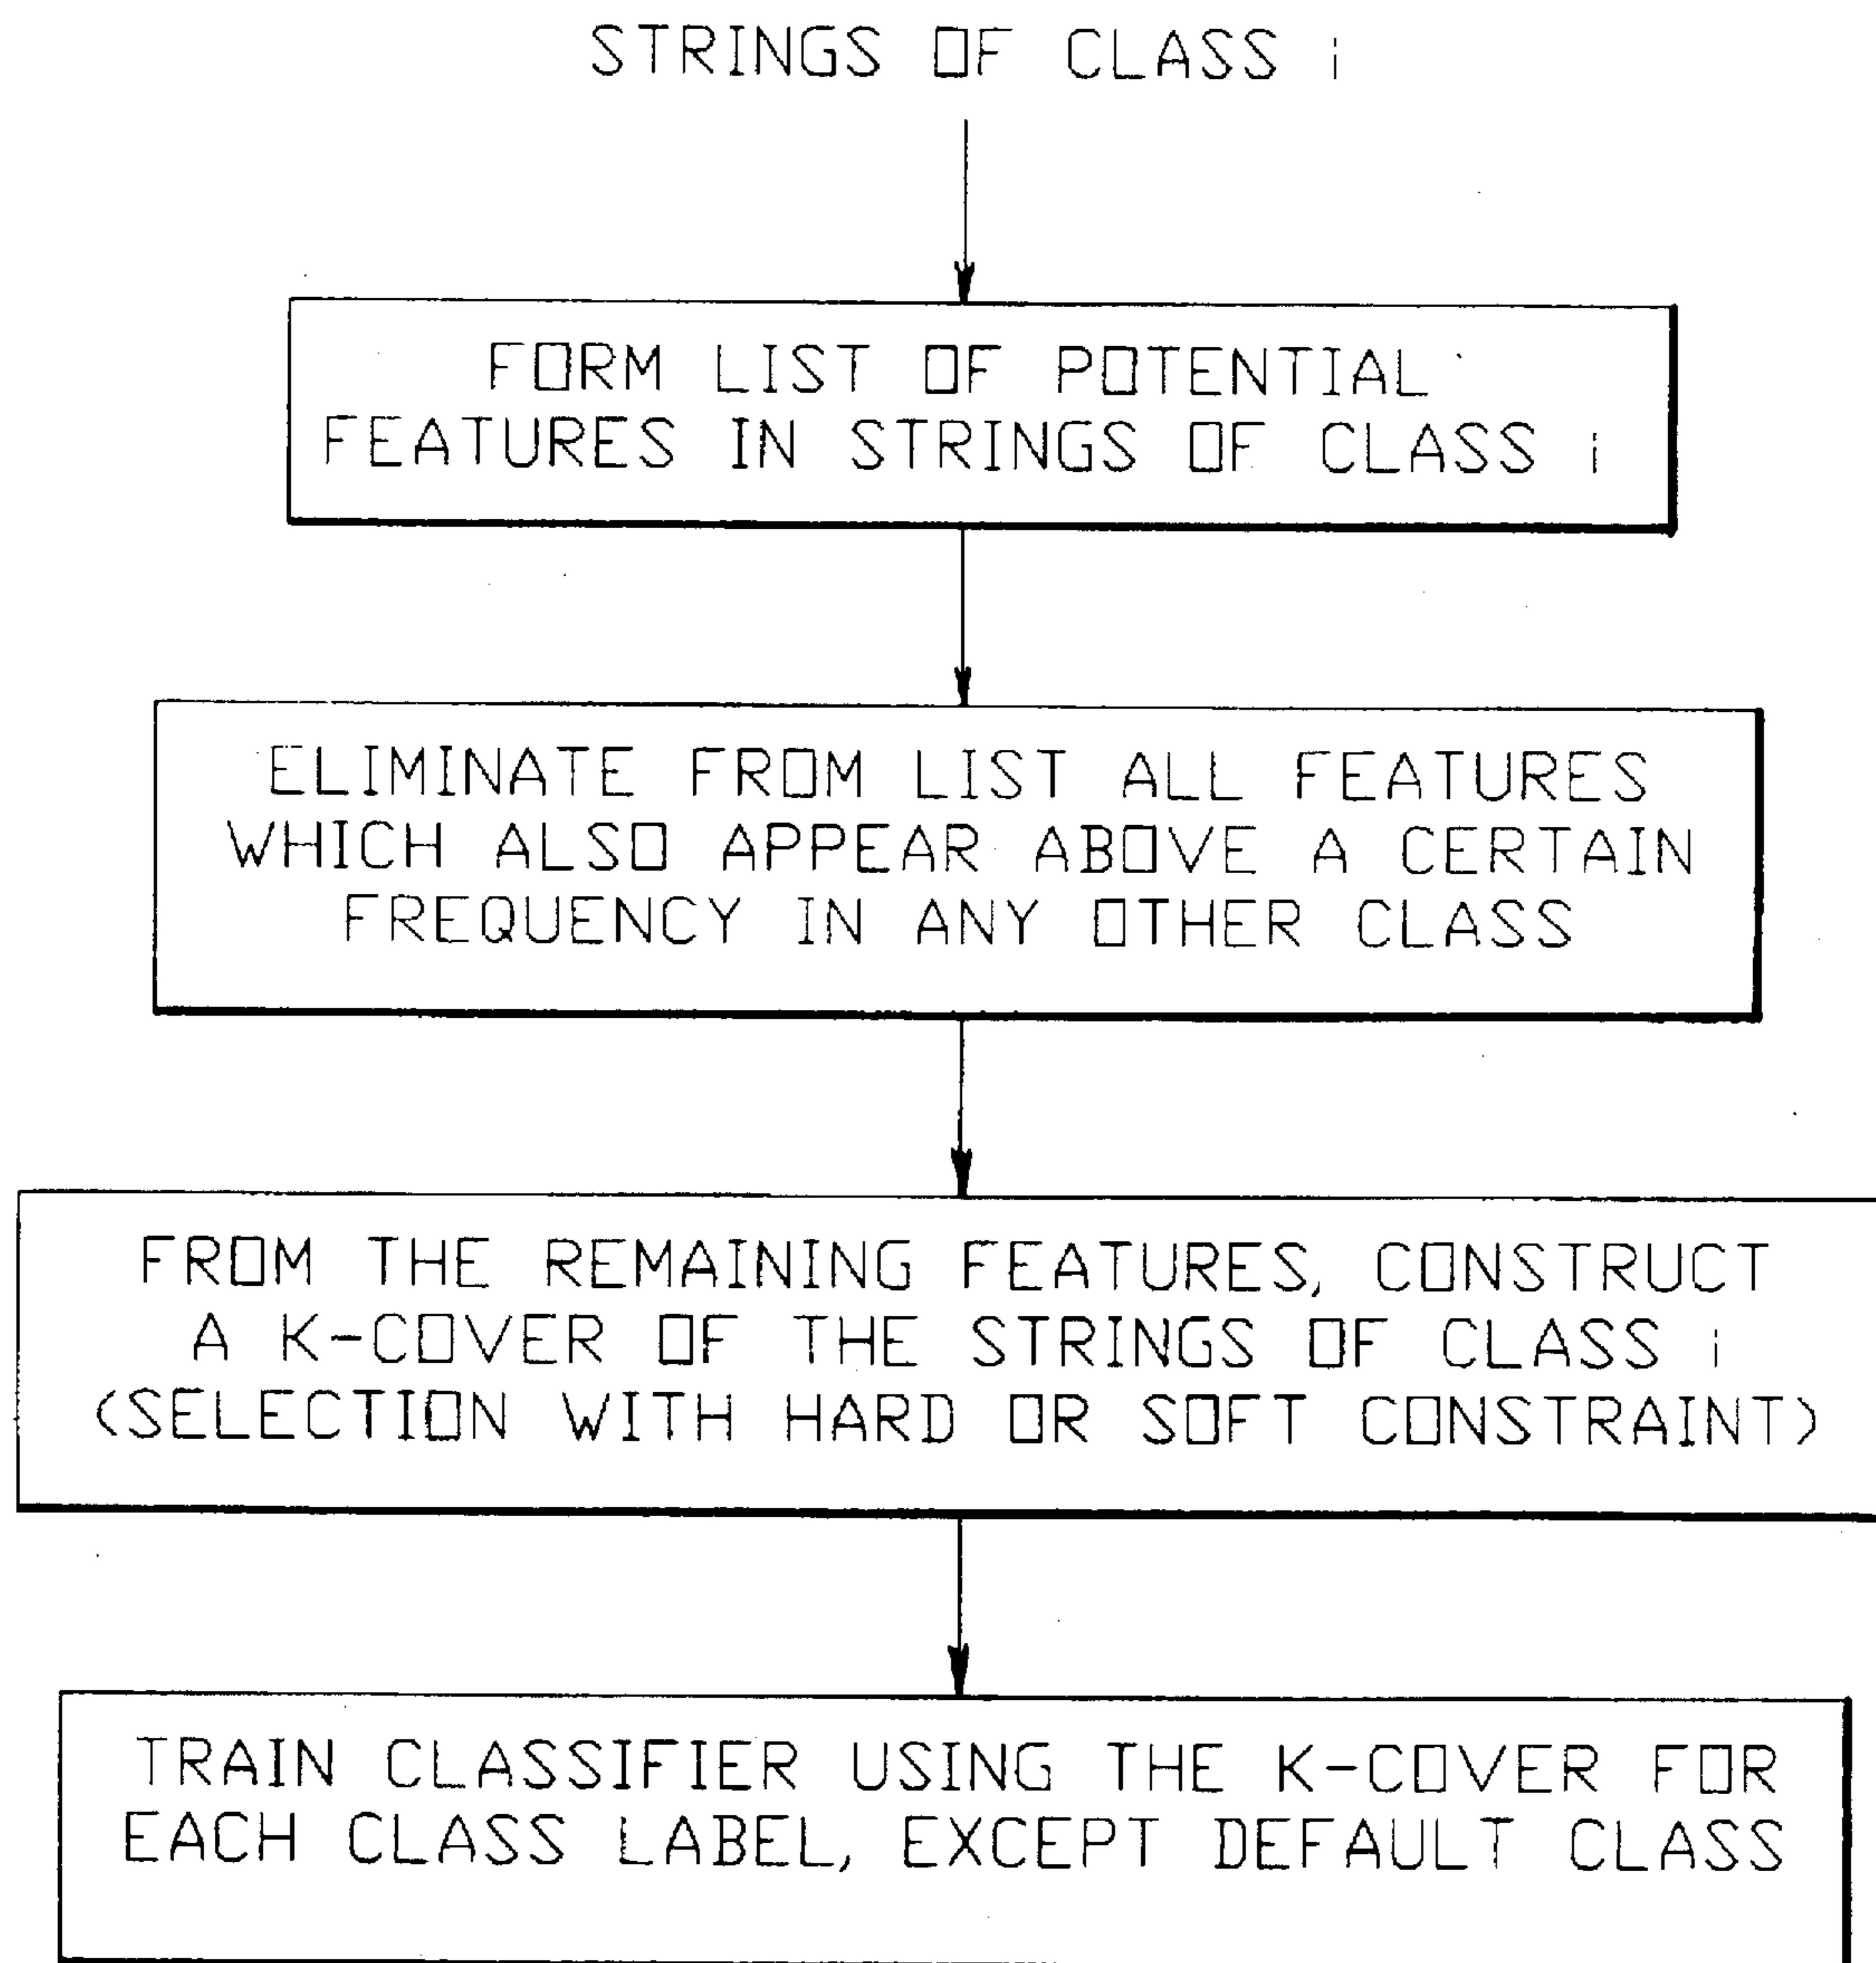 STRINGS OF CLASS i
FORM LIST OF POTENTIAL
FEATURES IN STRINGS OF CLASS i
ELIMINATE FROM LIST ALL FEATURES
WHICH ALSO APPEAR ABOVE A CERTAIN
FREQUENCY IN ANY OTHER CLASS
FROM THE REMAINING FEATURES, CONSTRUCT
A K-COVER OF THE STRINGS OF CLASS i
(SELECTION WITH HARD OR SOFT CONSTRAINT)
TRAIN CLASSIFIER USING THE K-COVER FOR
EACH CLASS LABEL, EXCEPT DEFAULT CLASS